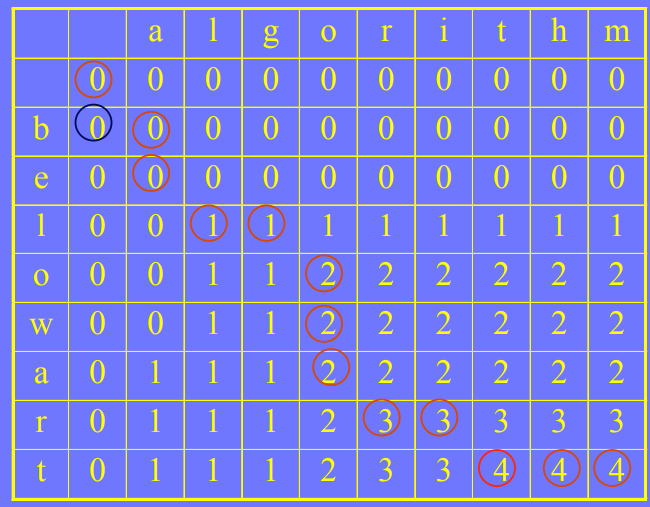 a l g o r i t h m
0 0 0 0 0 0 0 0 0 0
b 0 0 0 0 0 0 0 0 0 0
e 0 0 0 0 0 0 0 0 0 0
l 0 0 1 1 1 1 1 1 1 1
o 0 0 1 1 2 2 2 2 2 2
w 0 0 1 1 2 2 2 2 2 2
a 0 1 1 1 2 2 2 2 2 2
r 0 1 1 1 2 3 3 3 3 3
t 0 1 1 1 2 3 3 4 4 4